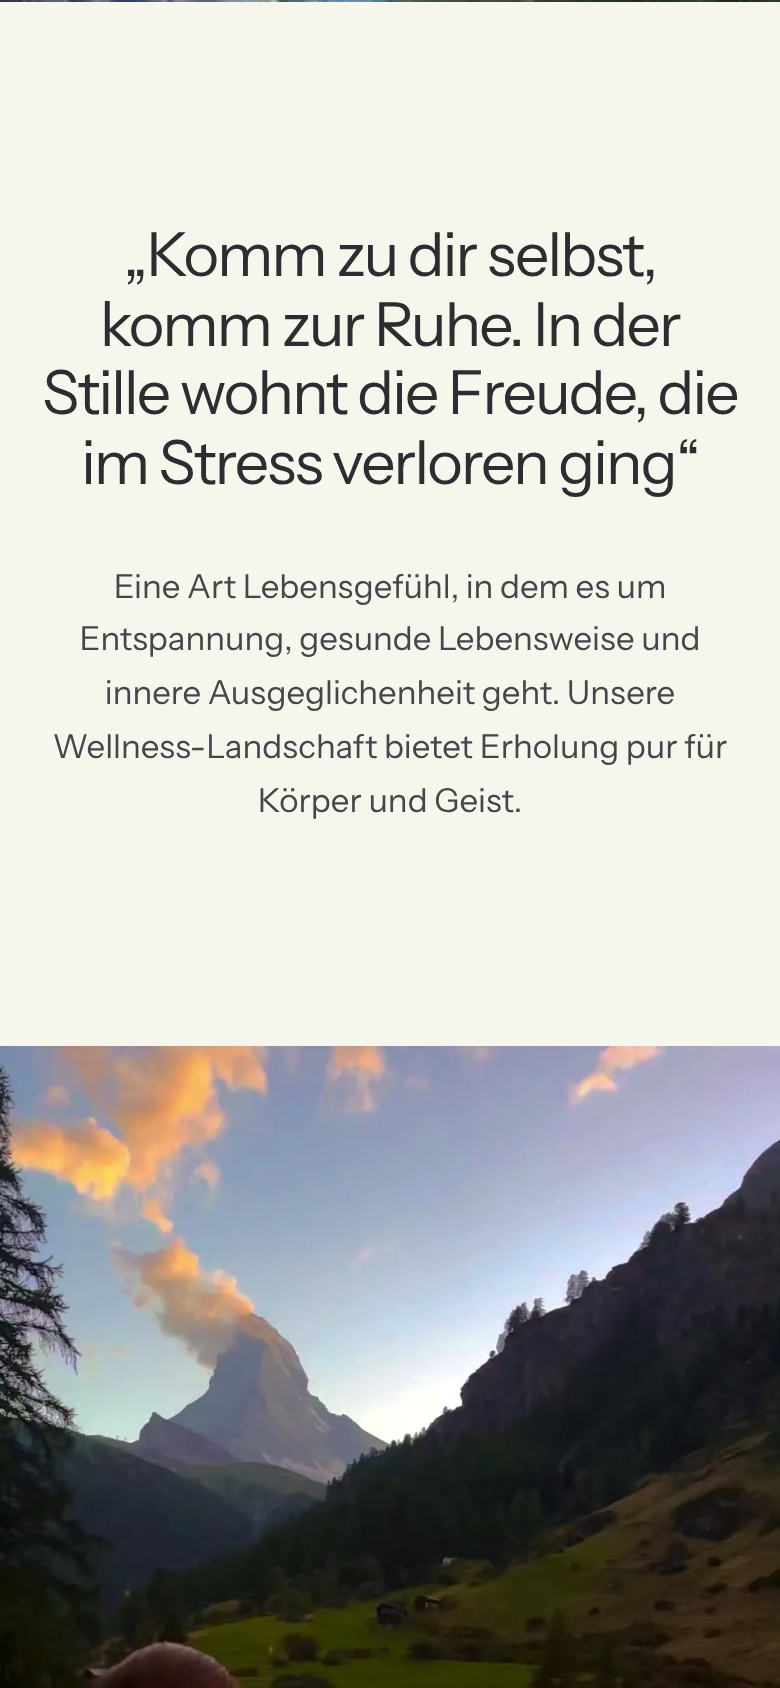 „Komm zu dir selbst,
komm zur Ruhe. In der
Stille wohnt die Freude, die
im Stress verloren ging“
Eine Art Lebensgefühl, in dem es um
Entspannung, gesunde Lebensweise und
innere Ausgeglichenheit geht. Unsere
Wellness-Landschaft bietet Erholung pur für
Körper und Geist.